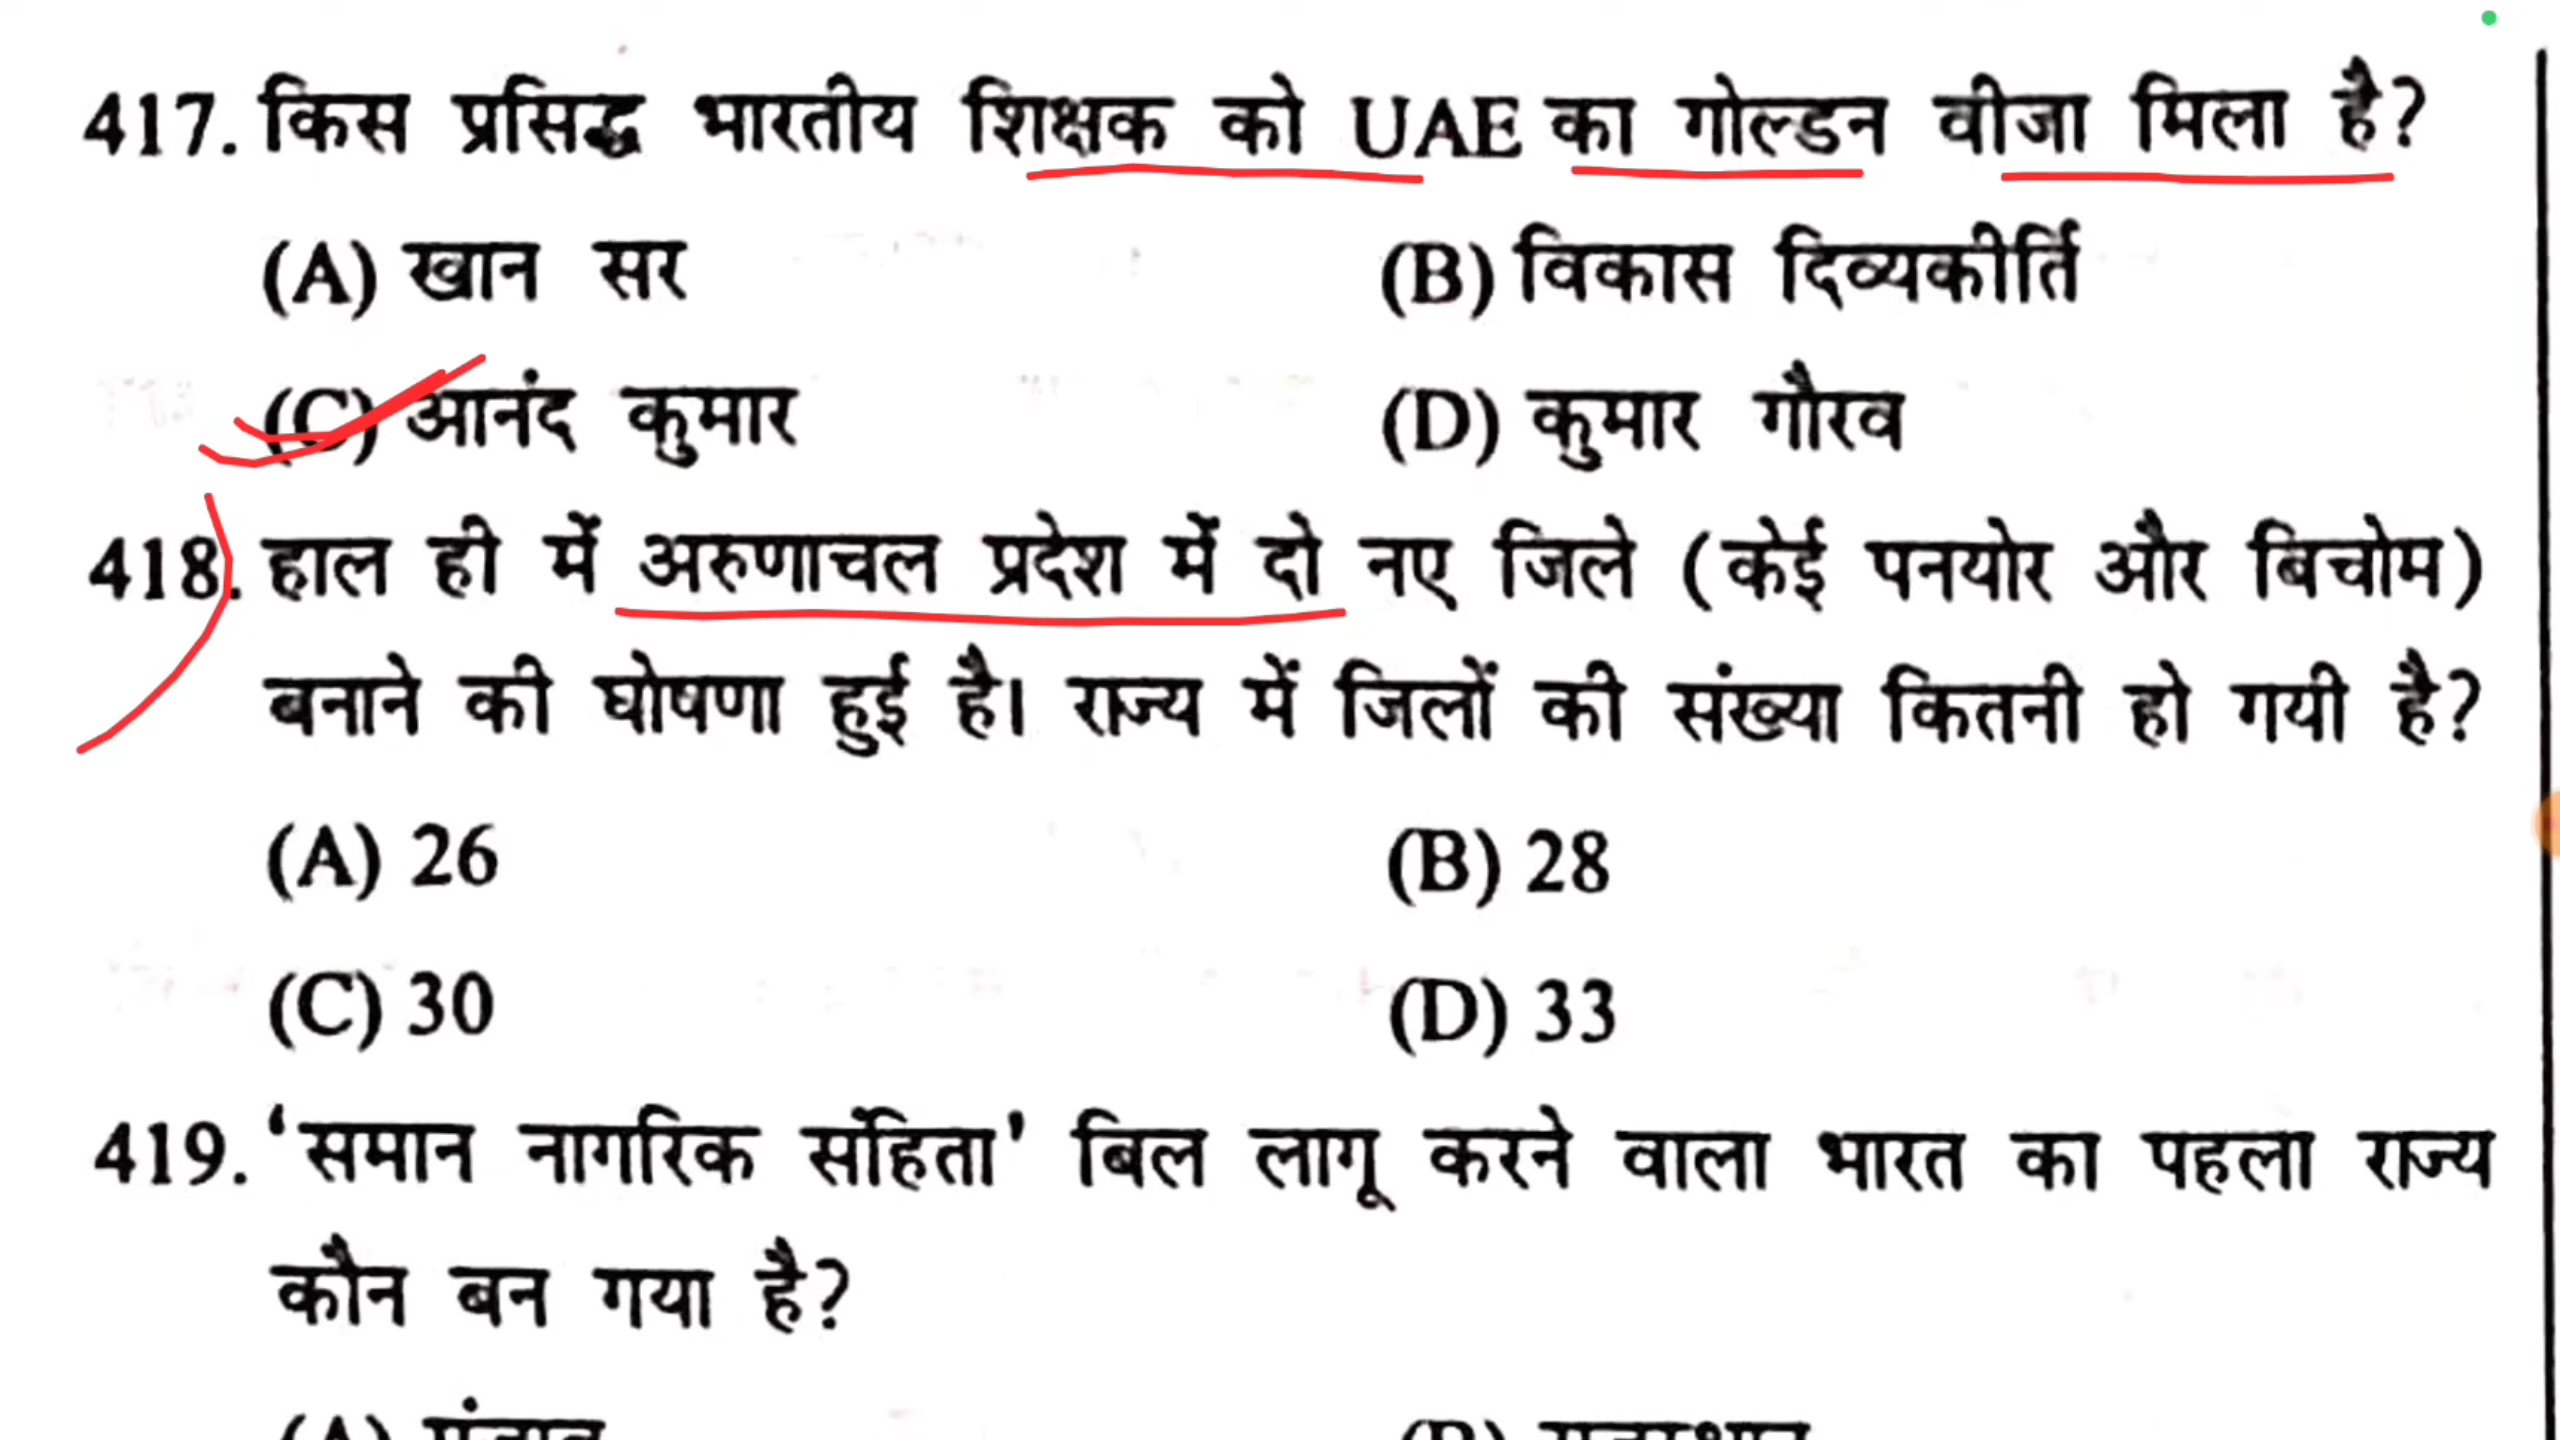 417. किस प्रसिद्ध भारतीय शिक्षक को UAE का गोल्डन वीजा मिला है?
(A) खान सर (B) विकास दिव्यकीर्ति
(C) आनंद कुमार (D) कुमार गौरव
418. हाल ही में अरुणाचल प्रदेश में दो नए जिले (केई पनयोर और बिचोम)
बनाने की घोषणा हुई है। राज्य में जिलों की संख्या कितनी हो गयी है?
(A) 26 (B) 28
(C) 30 (D) 33
419. ‘समान नागरिक संहिता’ बिल लागू करने वाला भारत का पहला राज्य
कौन बन गया है?